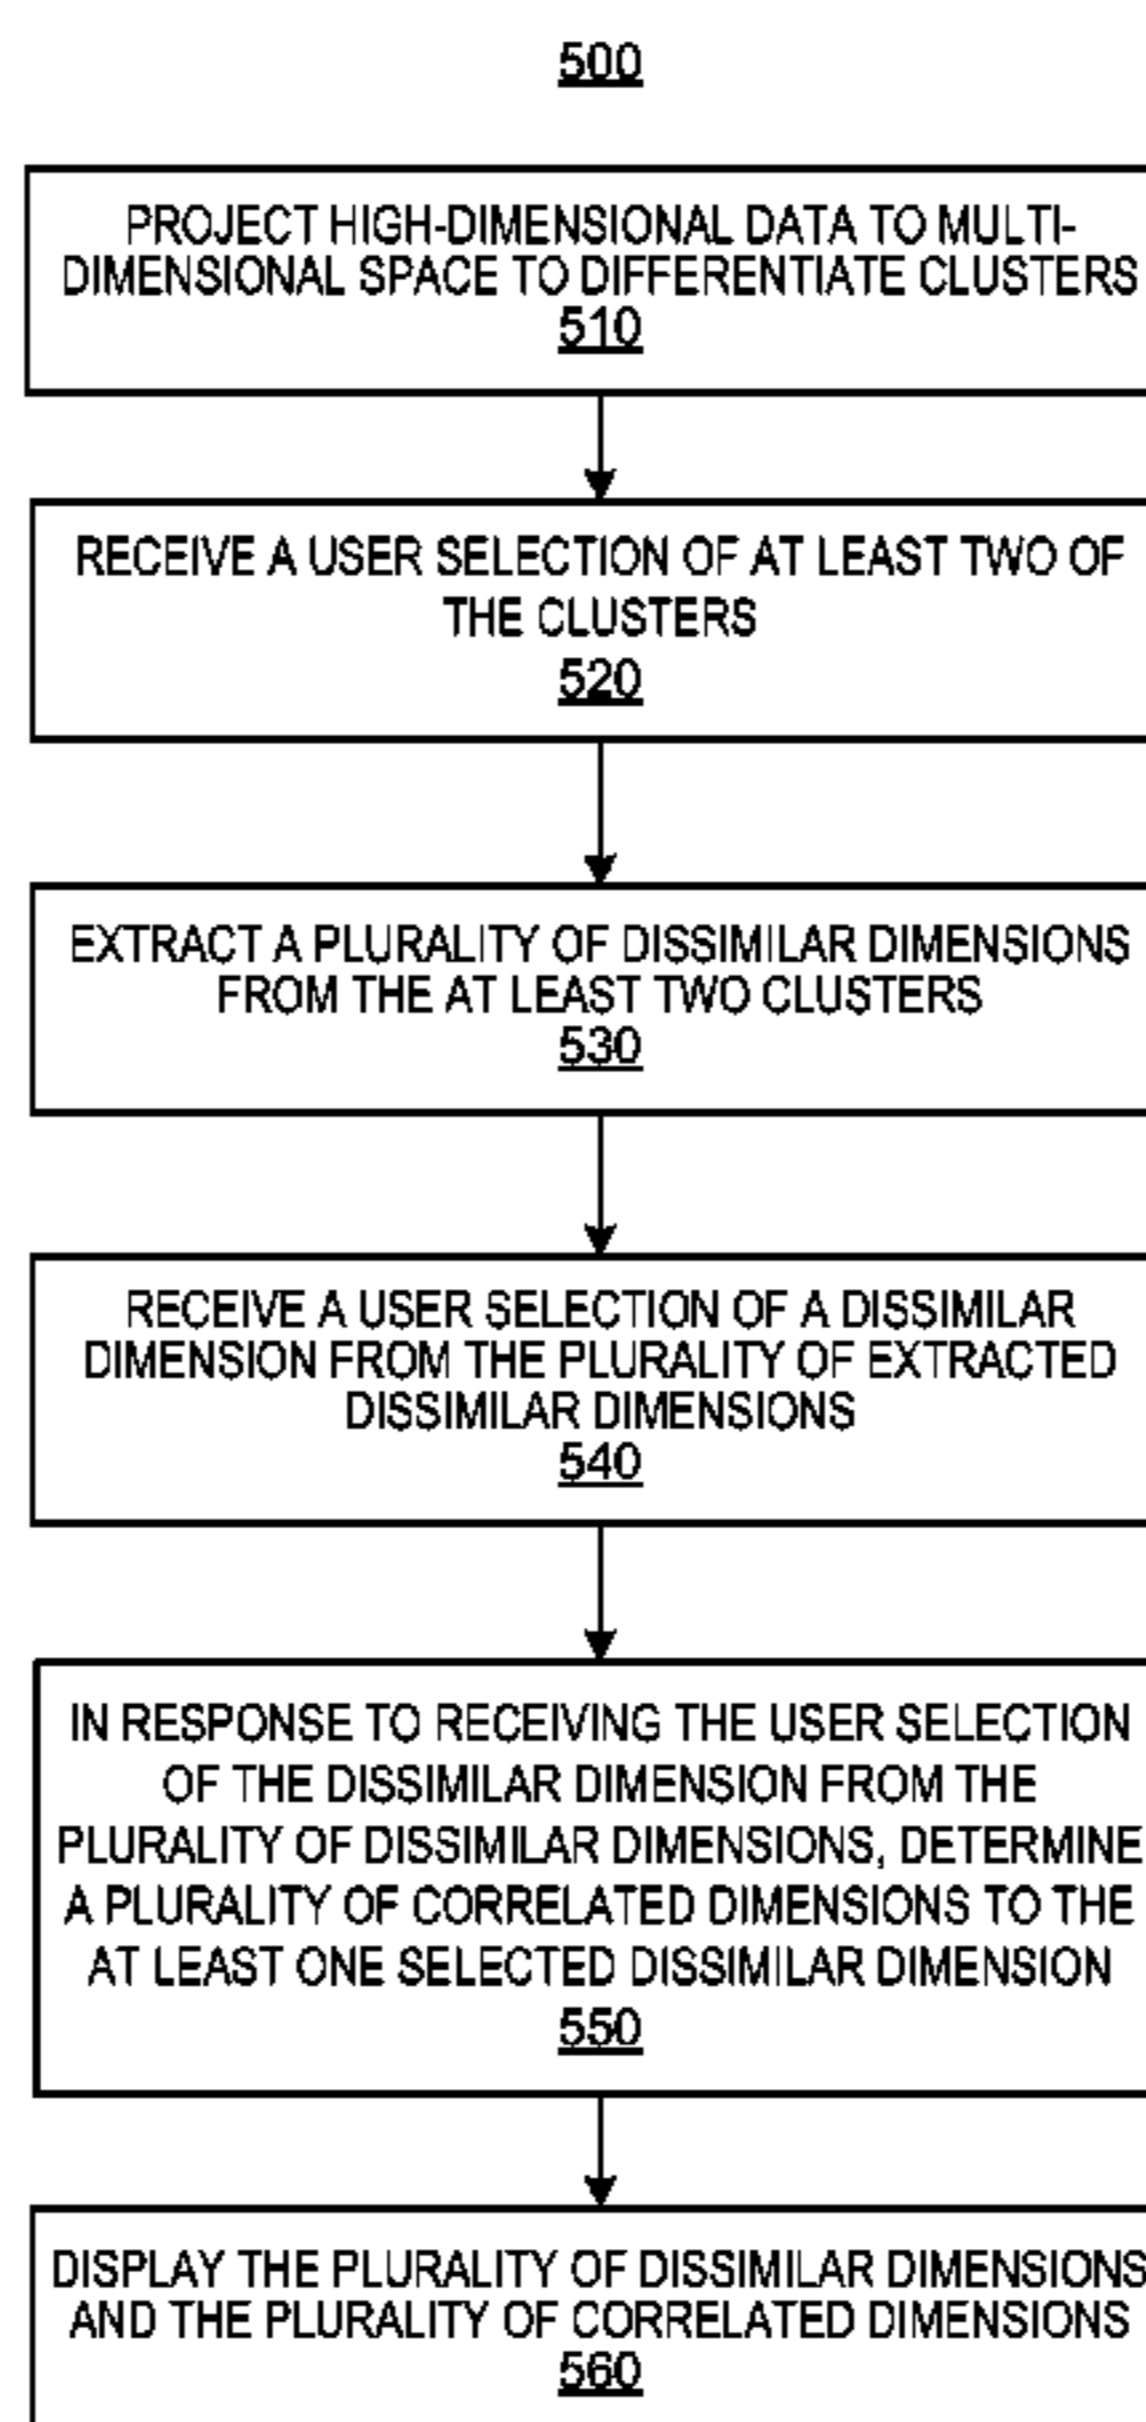 500
PROJECT HIGH-DIMENSIONAL DATA TO MULTI-
DIMENSIONAL SPACE TO DIFFERENTIATE CLUSTERS
510
RECEIVE A USER SELECTION OF AT LEAST TWO OF
THE CLUSTERS
520
EXTRACT A PLURALITY OF DISSIMILAR DIMENSIONS
FROM THE AT LEAST TWO CLUSTERS
530
RECEIVE A USER SELECTION OF A DISSIMILAR
DIMENSION FROM THE PLURALITY OF EXTRACTED
DISSIMILAR DIMENSIONS
540
IN RESPONSE TO RECEIVING THE USER SELECTION
OF THE DISSIMILAR DIMENSION FROM THE
PLURALITY OF DISSIMILAR DIMENSIONS, DETERMINE
A PLURALITY OF CORRELATED DIMENSIONS TO THE
AT LEAST ONE SELECTED DISSIMILAR DIMENSION
550
DISPLAY THE PLURALITY OF DISSIMILAR DIMENSIONS
AND THE PLURALITY OF CORRELATED DIMENSIONS
560